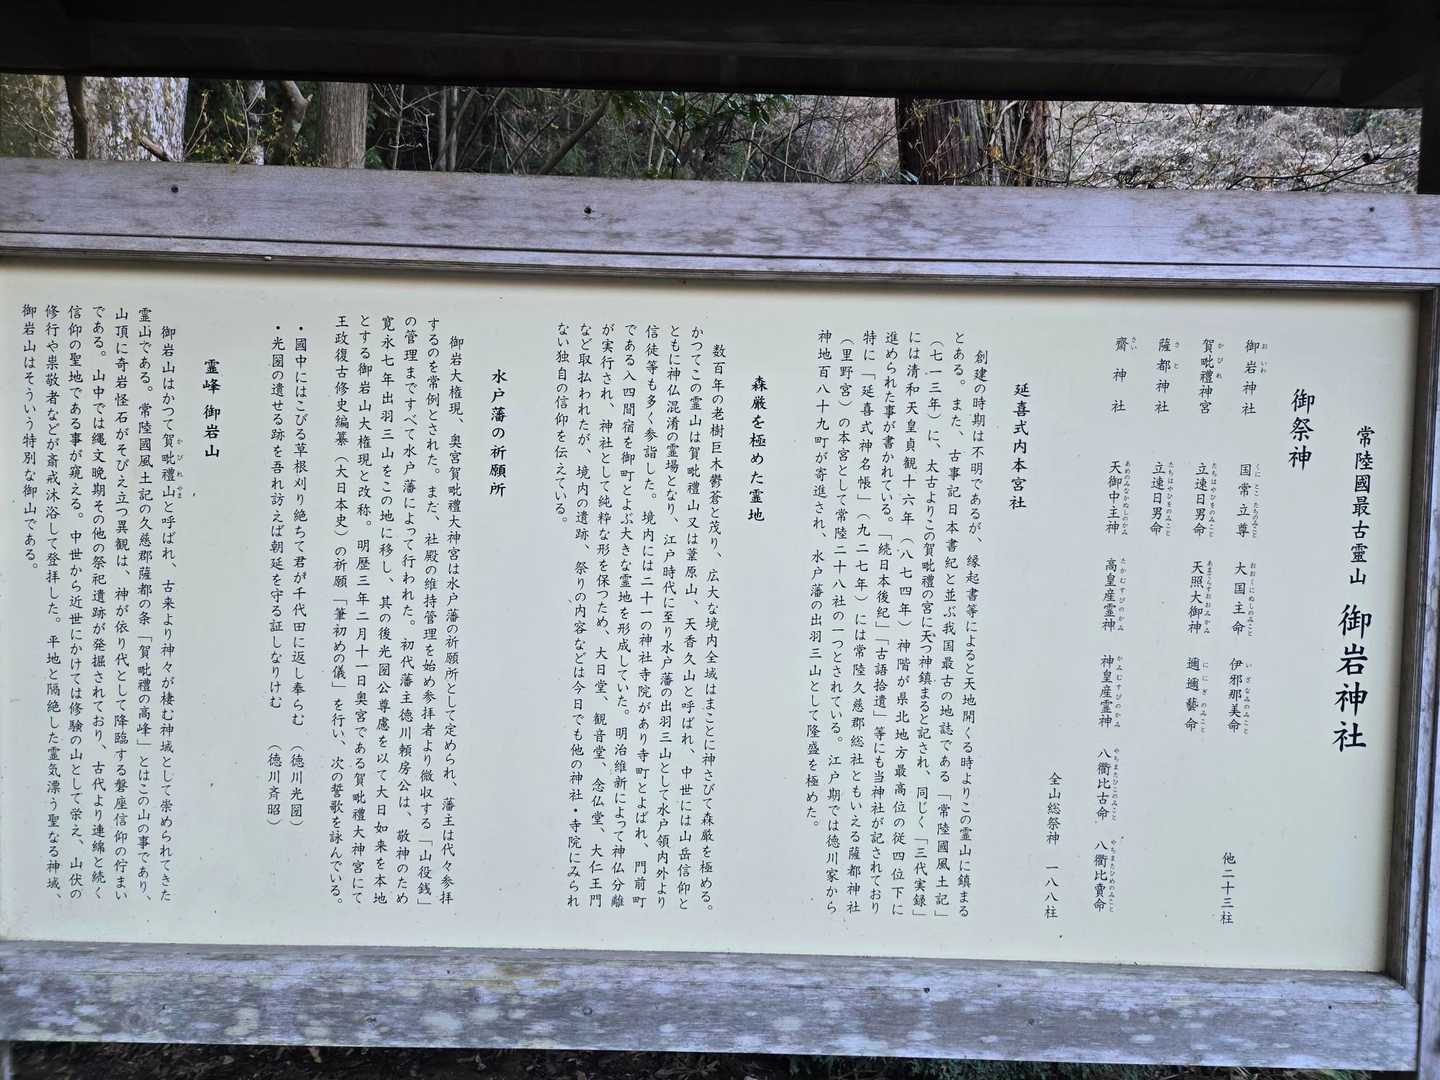 常陸國最古霊山 御岩神社
御祭神
御岩神社 国常立尊 大国主命 伊邪那美命 他二十三柱
賀毗禮神宮 立速日男命 天照大御神 邇邇藝命
薩都神社 立速日男命
齋神社 天御中主神 高皇産霊神 神皇産霊神 八衢比古命 八衢比賣命
全山総祭神 一八八柱
延喜式内本宮社
創建の時期は不明であるが、縁起書等によると天地開くる時よりこの霊山に鎮まる
とある。また、古事記日本書紀と並ぶ我国最古の地誌である「常陸國風土記」
(七一三年)に、太古よりこの賀毗禮の宮に天つ神鎮まると記され、同じく「三代実録」
には清和天皇貞観十六年(八七四年)神階が県北地方最高位の従四位下に
進められた事が書かれている。「続日本後紀」「古語拾遺」等にも当神社が記されており
特に「延喜式神名帳」(九二七年)には常陸久慈郡総社ともいえる薩都神社
(里野宮)の本宮として常陸二十八社の一つとされている。江戸期では徳川家から
神地百八十九町が寄進され、水戸藩の出羽三山として隆盛を極めた。
森厳を極めた霊地
数百年の老樹巨木鬱蒼と茂り、広大な境内全域はまことに神さびて森厳を極める。
かつてこの霊山は賀毗禮山又は葦原山、天香久山と呼ばれ、中世には山岳信仰と
ともに神仏混淆の霊場となり、江戸時代に至り水戸藩の出羽三山として水戸領内外より
信徒等も多く参詣した。境内には二十一の神社寺院があり寺町とよばれ、門前町
である入四間宿を御町とよぶ大きな霊地を形成していた。明治維新によって神仏分離
が実行され、神社として純粋な形を保つため、大日堂、観音堂、念仏堂、大仁王門
など取払われたが、境内の遺跡、祭りの内容などは今日でも他の神社・寺院にみられ
ない独自の信仰を伝えている。
水戸藩の祈願所
御岩大権現、奥宮賀毗禮大神宮は水戸藩の祈願所として定められ、藩主は代々参拝
するのを常例とされた。まだ、社殿の維持管理を始め参拝者より徴収する「山役銭」
の管理まですべて水戸藩によって行われた。初代藩主徳川頼房公は、敬神のため
寛永七年出羽三山をこの地に移し、其の後光圀公尊慮を以て大日如来を本地
とする御岩山大権現と改称。明歴三年二月十一日奥宮である賀毗禮大神宮にて
王政復古修史編纂(大日本史)の祈願「筆初めの儀」を行い、次の誓歌を詠んでいる。
・國中にはこびる草根刈り絶ちて君が千代田に返し奉らむ (徳川光圀)
・光圀の遺せる跡を吾れ訪えば朝廷を守る証しなりけむ (徳川斉昭)
霊峰 御岩山
御岩山はかつて賀毗禮山と呼ばれ、古来より神々が棲む神域として崇められてきた
霊山である。常陸國風土記の久慈郡薩都の条「賀毗禮の高峰」とはこの山の事であり、
山頂に奇岩怪石がそびえ立つ異観は、神が依り代として降臨する磐座信仰の佇まい
である。山中では縄文晩期その他の祭祀遺跡が発掘されており、古代より連綿と続く
信仰の聖地である事が窺える。中世から近世にかけては修験の山として栄え、山伏の
修行や崇敬者などが斎戒沐浴して登拝した。平地と隔絶した霊気漂う聖なる神域、
御岩山はそういう特別な御山である。